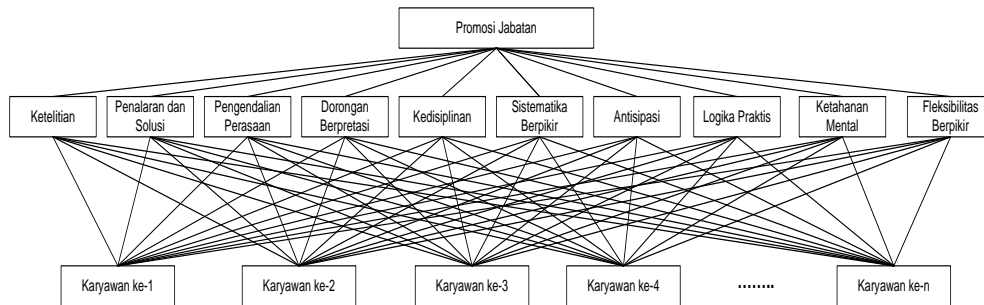 Promosi Jabatan
Ketelitian
Penalaran dan
Solusi
Pengendalian
Perasaan
Dorongan
Berpretasi
Kedisiplinan
Sistematika
Berpikir
Antisipasi
Logika Praktis
Ketahanan
Mental
Fleksibilitas
Berpikir
Karyawan ke-1
Karyawan ke-2
Karyawan ke-3
Karyawan ke-4
........
Karyawan ke-n